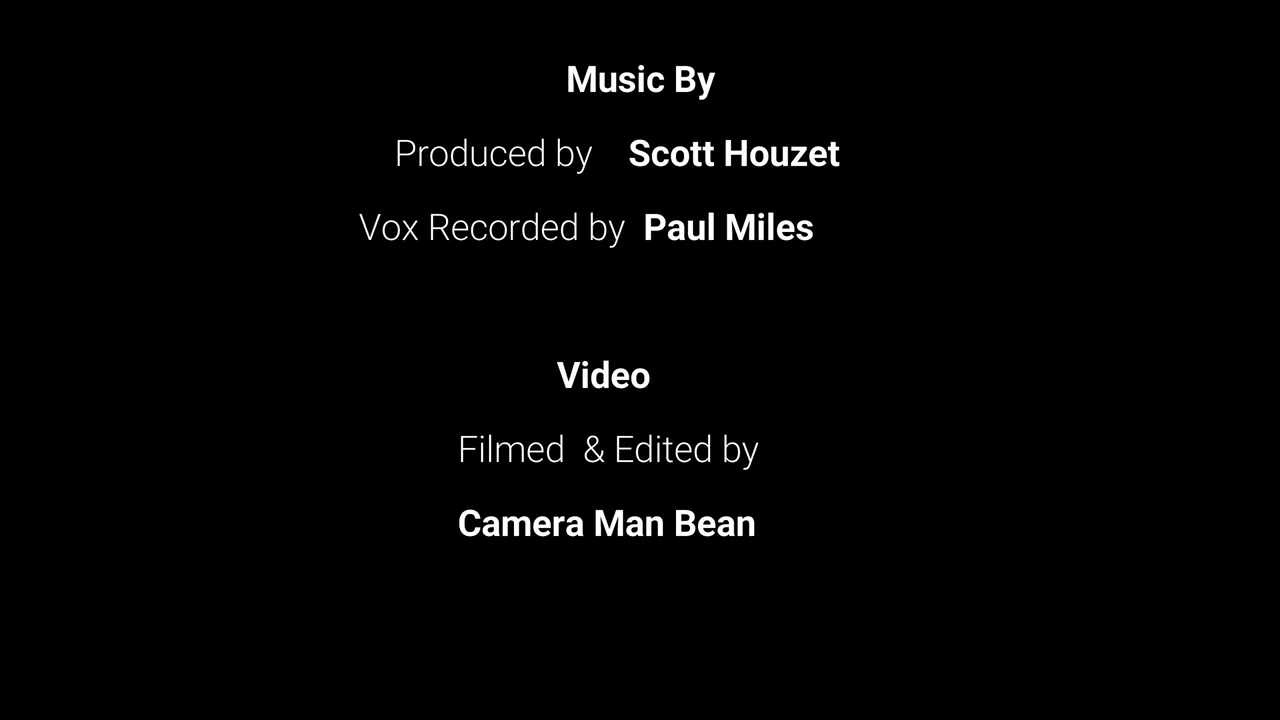 Music By
Produced by Scott Houzet
Vox Recorded by Paul Miles
Video
Filmed & Edited by
Camera Man Bean